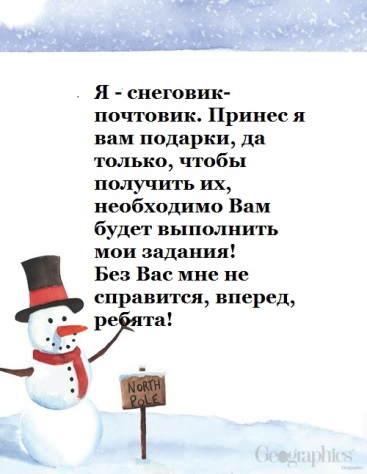 Я - снеговик-
почтовик. Принес я
вам подарки, да
только, чтобы
получить их,
необходимо Вам
будет выполнить
мои задания!
Без Вас мне не
справится, вперед,
ребята!
NORTH
POLE
Geographics
Geographics